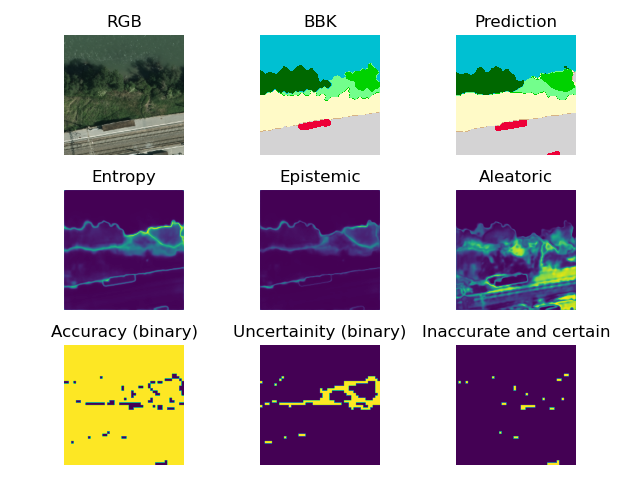 RGB
BBK
Prediction
Entropy
Epistemic
Aleatoric
Accuracy (binary)
Uncertainity (binary)
Inaccurate and certain